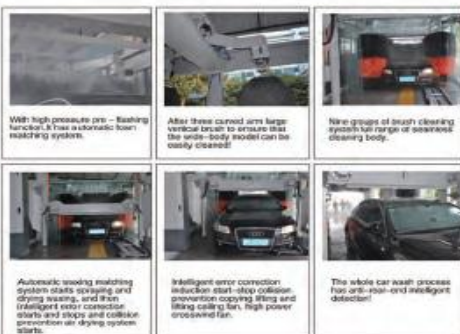 With high pressure pre – flushing
function.It has a utomatic foam
matching system.
After three curved arm large
vertical brush to ensure that
the wide-body model can be
easily cleaned!
Nine groups of brush cleaning
system full range of seamless
cleaning body.
Automatic waxing matching
system starts spraying and
drying waxing, and then
intelligent error correction
starts and stops and collision
prevention air drying system
starts.
Intelligent error correction
induction start-stop collision
prevention copying lifting and
lifting ceiling fan, high power
crosswind fan.
The whole car wash process
has anti-rear-end intelligent
detection!